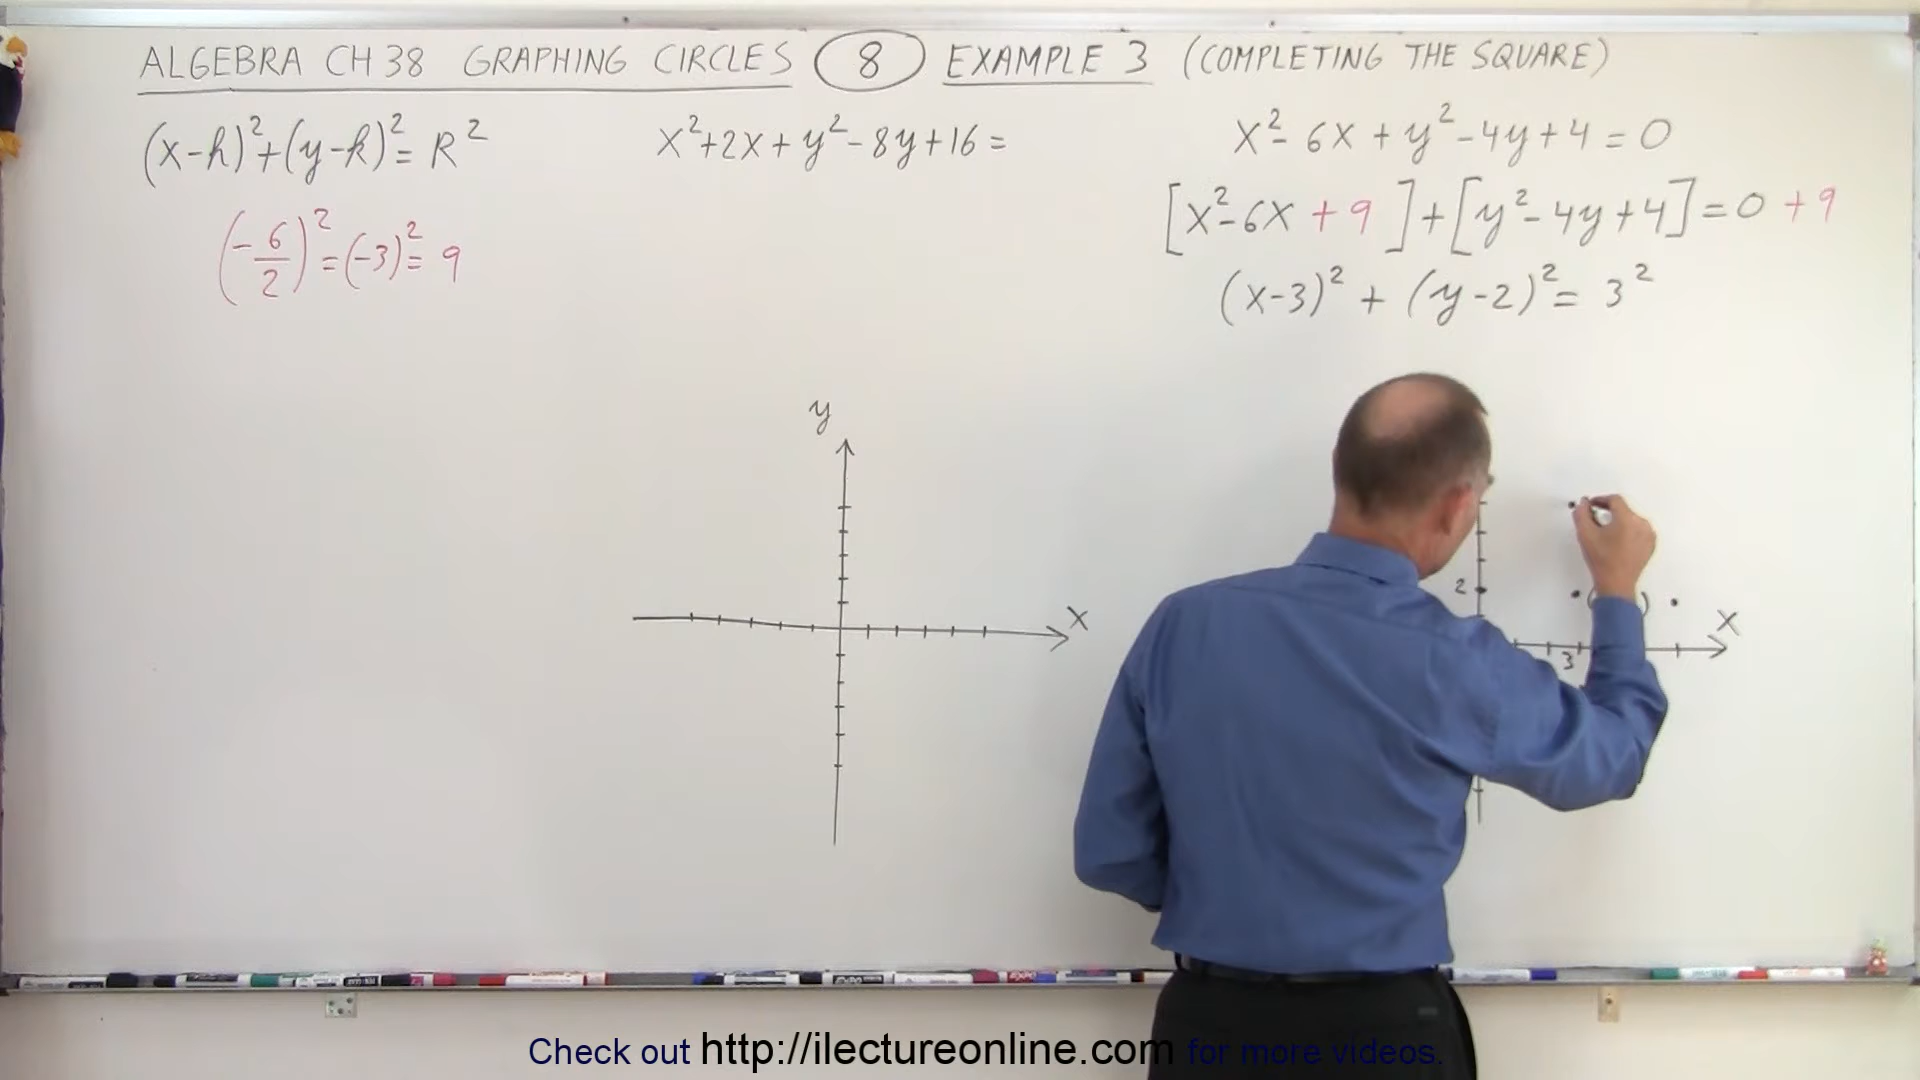 ALGEBRA CH 38 GRAPHING CIRCLES 8 EXAMPLE 3 (COMPLETING THE SQUARE)
(x-h)²+(y-k)²= R²
(-6/2)²=(-3)²= 9
x²+2x+y²-8y+16=
y
x
x²-6x+y²-4y+4=0
[x²-6x +9 ]+[y²-4y+4]=0 +9
(x-3)² + (y-2)²= 3²
2
3
x
Check out http://ilectureonline.com for more videos.